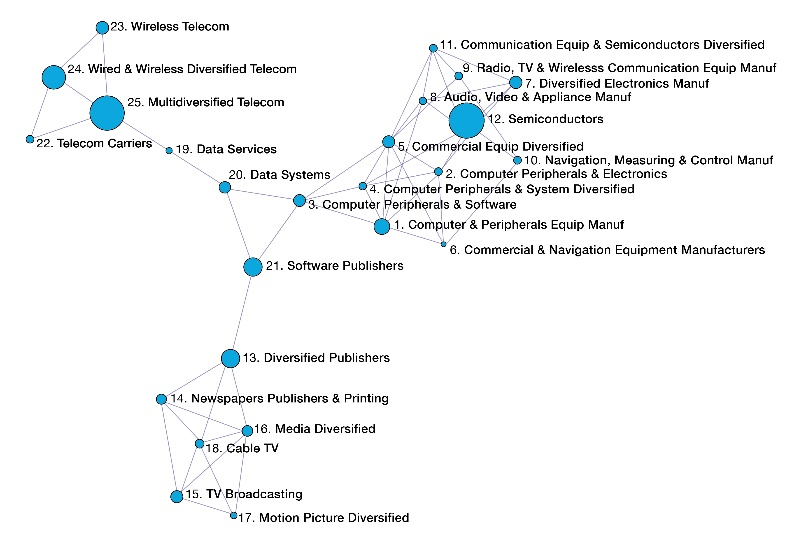 23. Wireless Telecom
11. Communication Equip & Semiconductors Diversified
24. Wired & Wireless Diversified Telecom
9. Radio, TV & Wirelesss Communication Equip Manuf
7. Diversified Electronics Manuf
25. Multidiversified Telecom
8. Audio, Video & Appliance Manuf
12. Semiconductors
22. Telecom Carriers
19. Data Services
5. Commercial Equip Diversified
10. Navigation, Measuring & Control Manuf
20. Data Systems
2. Computer Peripherals & Electronics
4. Computer Peripherals & System Diversified
3. Computer Peripherals & Software
1. Computer & Peripherals Equip Manuf
6. Commercial & Navigation Equipment Manufacturers
21. Software Publishers
13. Diversified Publishers
14. Newspapers Publishers & Printing
16. Media Diversified
18. Cable TV
15. TV Broadcasting
17. Motion Picture Diversified